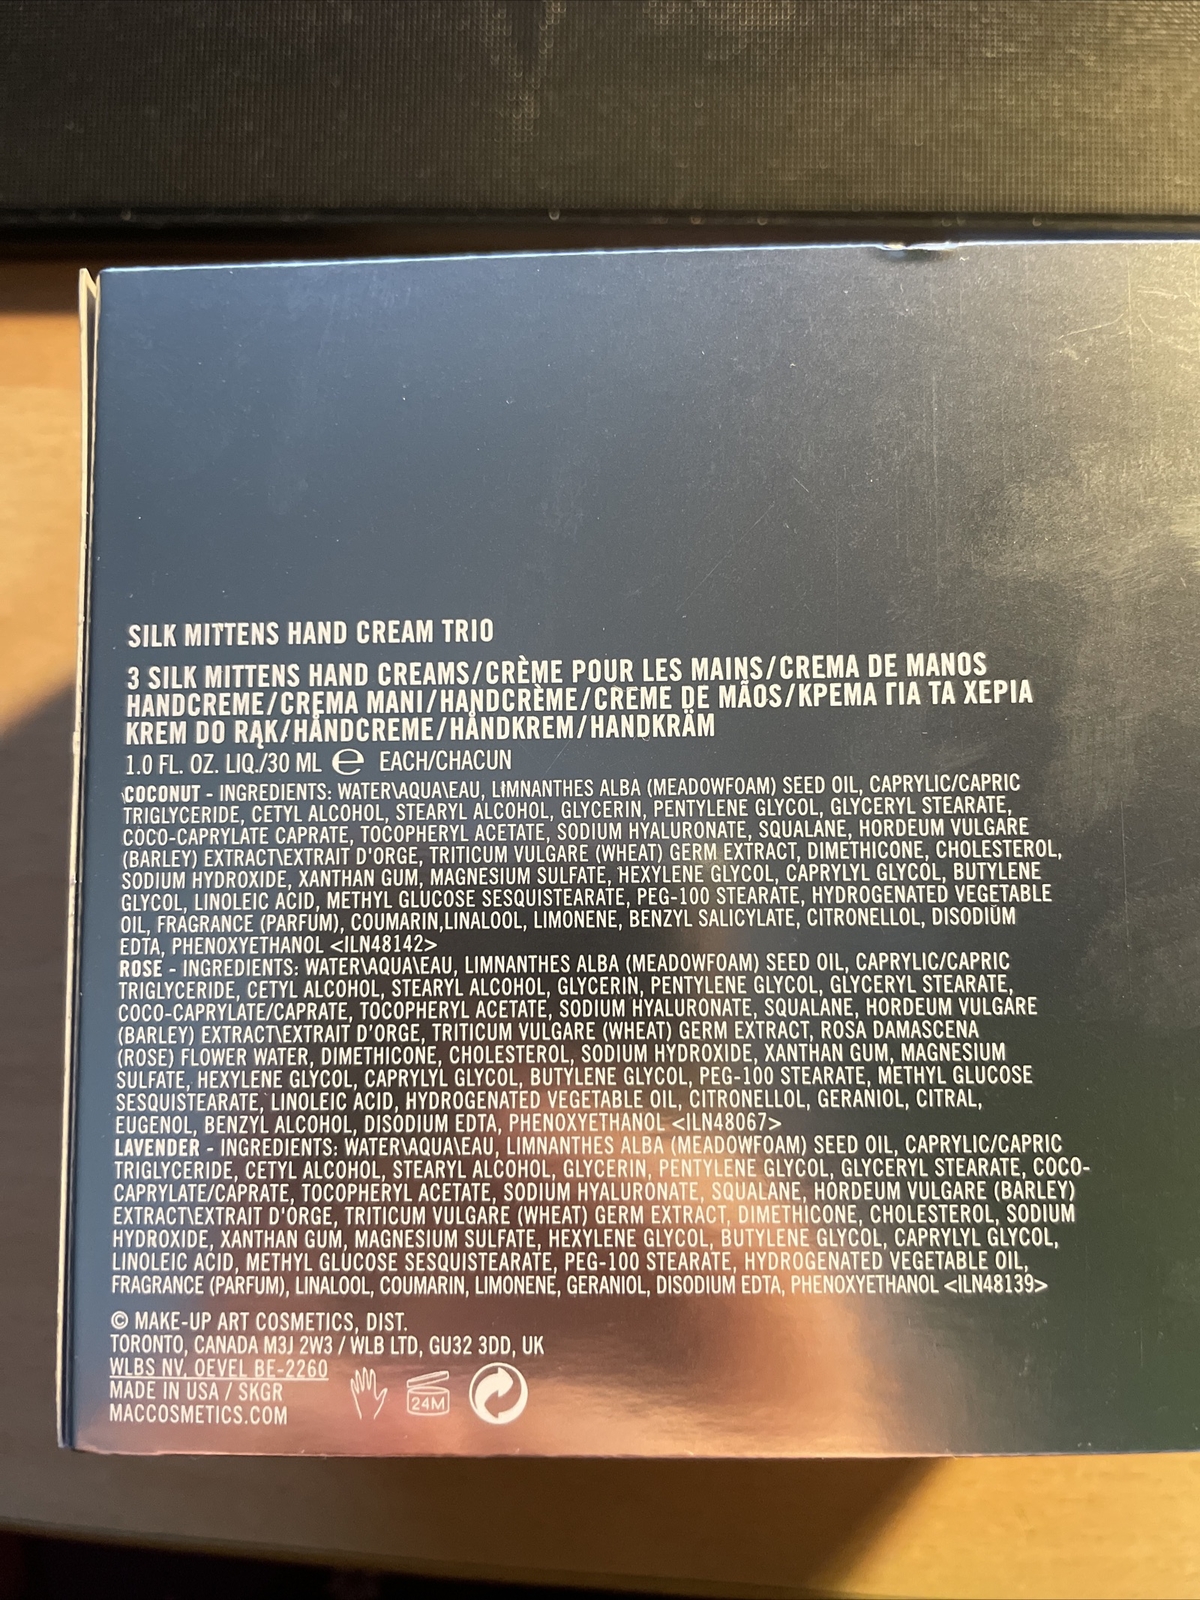 SILK MITTENS HAND CREAM TRIO
3 SILK MITTENS HAND CREAMS/CRÈME POUR LES MAINS/CREMA DE MANOS
HANDCREME/CREMA MANI/HANDCRÈME/CREME DE MÃOS/ΚΡΕΜΑ ΓΙΑ ΤΑ ΧΕΡΙΑ
KREM DO RĄK/HÅNDCREME/HÅNDKREM/HANDKRÄM
1.0 FL. OZ. LIQ./30 ML ℮ EACH/CHACUN
COCONUT - INGREDIENTS: WATER\AQUA\EAU, LIMNANTHES ALBA (MEADOWFOAM) SEED OIL, CAPRYLIC/CAPRIC
TRIGLYCERIDE, CETYL ALCOHOL, STEARYL ALCOHOL, GLYCERIN, PENTYLENE GLYCOL, GLYCERYL STEARATE,
COCO-CAPRYLATE CAPRATE, TOCOPHERYL ACETATE, SODIUM HYALURONATE, SQUALANE, HORDEUM VULGARE
(BARLEY) EXTRACT\EXTRAIT D'ORGE, TRITICUM VULGARE (WHEAT) GERM EXTRACT, DIMETHICONE, CHOLESTEROL,
SODIUM HYDROXIDE, XANTHAN GUM, MAGNESIUM SULFATE, HEXYLENE GLYCOL, CAPRYLYL GLYCOL, BUTYLENE
GLYCOL, LINOLEIC ACID, METHYL GLUCOSE SESQUISTEARATE, PEG-100 STEARATE, HYDROGENATED VEGETABLE
OIL, FRAGRANCE (PARFUM), COUMARIN,LINALOOL, LIMONENE, BENZYL SALICYLATE, CITRONELLOL, DISODIUM
EDTA, PHENOXYETHANOL <ILN48142>
ROSE - INGREDIENTS: WATER\AQUA\EAU, LIMNANTHES ALBA (MEADOWFOAM) SEED OIL, CAPRYLIC/CAPRIC
TRIGLYCERIDE, CETYL ALCOHOL, STEARYL ALCOHOL, GLYCERIN, PENTYLENE GLYCOL, GLYCERYL STEARATE,
COCO-CAPRYLATE/CAPRATE, TOCOPHERYL ACETATE, SODIUM HYALURONATE, SQUALANE, HORDEUM VULGARE
(BARLEY) EXTRACT\EXTRAIT D'ORGE, TRITICUM VULGARE (WHEAT) GERM EXTRACT, ROSA DAMASCENA
(ROSE) FLOWER WATER, DIMETHICONE, CHOLESTEROL, SODIUM HYDROXIDE, XANTHAN GUM, MAGNESIUM
SULFATE, HEXYLENE GLYCOL, CAPRYLYL GLYCOL, BUTYLENE GLYCOL, PEG-100 STEARATE, METHYL GLUCOSE
SESQUISTEARATE, LINOLEIC ACID, HYDROGENATED VEGETABLE OIL, CITRONELLOL, GERANIOL, CITRAL,
EUGENOL, BENZYL ALCOHOL, DISODIUM EDTA, PHENOXYETHANOL <ILN48067>
LAVENDER - INGREDIENTS: WATER\AQUA\EAU, LIMNANTHES ALBA (MEADOWFOAM) SEED OIL, CAPRYLIC/CAPRIC
TRIGLYCERIDE, CETYL ALCOHOL, STEARYL ALCOHOL, GLYCERIN, PENTYLENE GLYCOL, GLYCERYL STEARATE, COCO-
CAPRYLATE/CAPRATE, TOCOPHERYL ACETATE, SODIUM HYALURONATE, SQUALANE, HORDEUM VULGARE (BARLEY)
EXTRACT\EXTRAIT D'ORGE, TRITICUM VULGARE (WHEAT) GERM EXTRACT, DIMETHICONE, CHOLESTEROL, SODIUM
HYDROXIDE, XANTHAN GUM, MAGNESIUM SULFATE, HEXYLENE GLYCOL, BUTYLENE GLYCOL, CAPRYLYL GLYCOL,
LINOLEIC ACID, METHYL GLUCOSE SESQUISTEARATE, PEG-100 STEARATE, HYDROGENATED VEGETABLE OIL,
FRAGRANCE (PARFUM), LINALOOL, COUMARIN, LIMONENE, GERANIOL, DISODIUM EDTA, PHENOXYETHANOL <ILN48139>
© MAKE-UP ART COSMETICS, DIST.
TORONTO, CANADA M3J 2W3 / WLB LTD, GU32 3DD, UK
WLBS NV, OEVEL BE-2260
MADE IN USA / SKGR
MACCOSMETICS.COM
24M